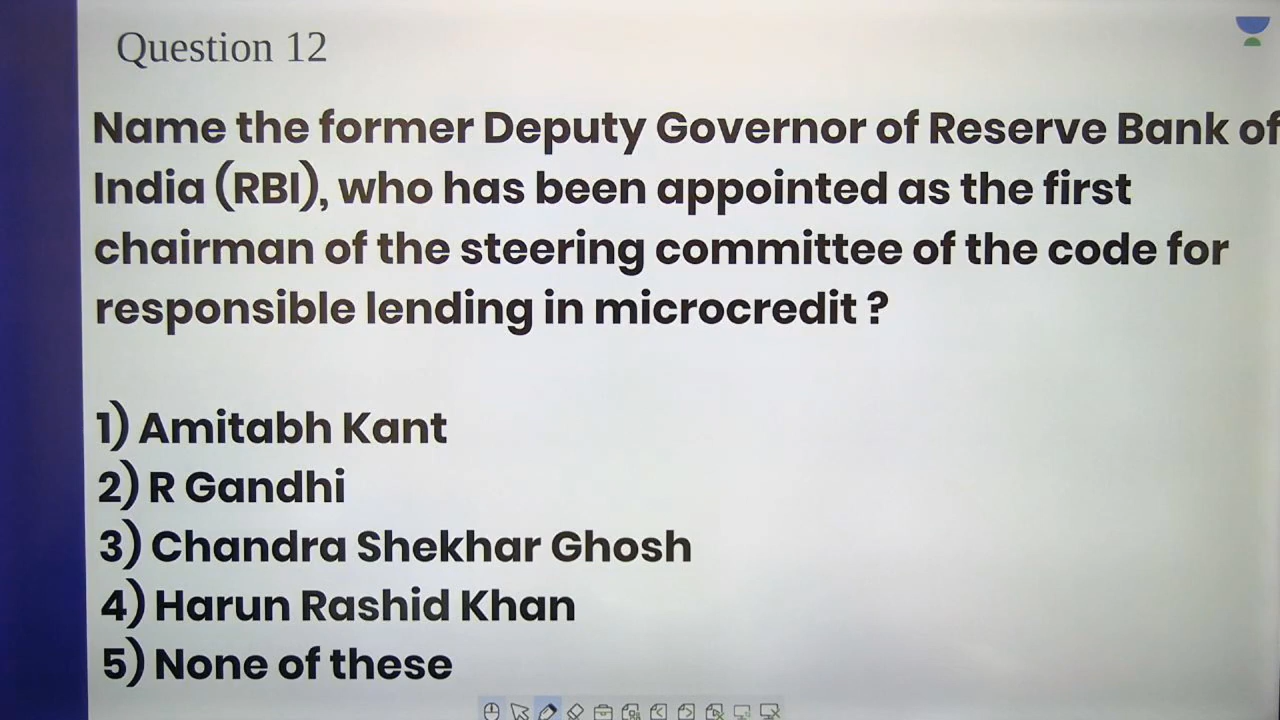 Question 12
Name the former Deputy Governor of Reserve Bank of
India (RBI), who has been appointed as the first
chairman of the steering committee of the code for
responsible lending in microcredit ?
1) Amitabh Kant
2) R Gandhi
3) Chandra Shekhar Ghosh
4) Harun Rashid Khan
5) None of these